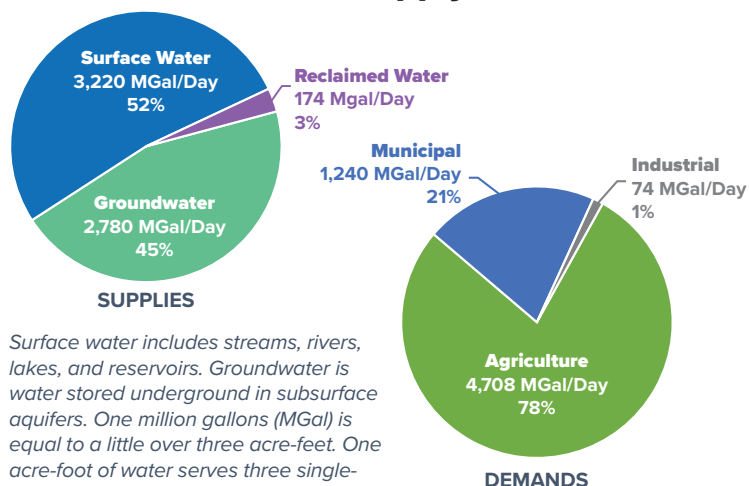 Surface Water
3,220 MGal/Day
52%
Reclaimed Water
174 Mgal/Day
3%
Groundwater
2,780 MGal/Day
45%
SUPPLIES
Municipal
1,240 MGal/Day
21%
Industrial
74 MGal/Day
1%
Agriculture
4,708 MGal/Day
78%
DEMANDS
Surface water includes streams, rivers,
lakes, and reservoirs. Groundwater is
water stored underground in subsurface
aquifers. One million gallons (MGal) is
equal to a little over three acre-feet. One
acre-foot of water serves three single-